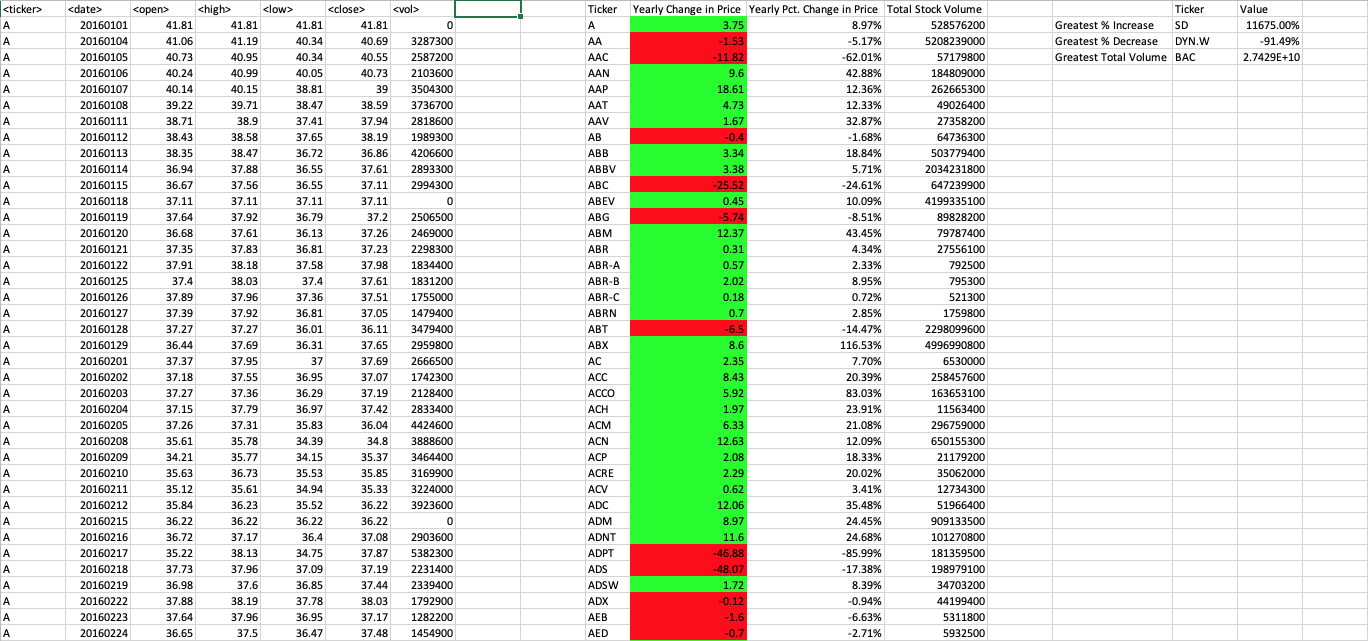 <ticker> <date> <open> <high> <low> <close> <vol> Ticker Yearly Change in Price Yearly Pct. Change in Price Total Stock Volume Ticker Value
A 20160101 41.81 41.81 41.81 41.81 0 A 3.75 8.97% 528576200 Greatest % Increase SD 11675.00%
A 20160104 41.06 41.19 40.34 40.69 3287300 AA -1.53 -5.17% 5208239000 Greatest % Decrease DYN.W -91.49%
A 20160105 40.73 40.95 40.34 40.55 2587200 AAC -11.82 -62.01% 57179800 Greatest Total Volume BAC 2.7429E+10
A 20160106 40.24 40.99 40.05 40.73 2103600 AAN 9.6 42.88% 184809000
A 20160107 40.14 40.15 38.81 39 3504300 AAP 18.61 12.36% 262665300
A 20160108 39.22 39.71 38.47 38.59 3736700 AAT 4.73 12.33% 49026400
A 20160111 38.71 38.9 37.41 37.94 2818600 AAV 1.67 32.87% 27358200
A 20160112 38.43 38.58 37.65 38.19 1989300 AB -0.4 -1.68% 64736300
A 20160113 38.35 38.47 36.72 36.86 4206600 ABB 3.34 18.84% 503779400
A 20160114 36.94 37.88 36.55 37.61 2893300 ABBV 3.38 5.71% 2034231800
A 20160115 36.67 37.56 36.55 37.11 2994300 ABC -25.52 -24.61% 647239900
A 20160118 37.11 37.11 37.11 37.11 0 ABEV 0.45 10.09% 4199335100
A 20160119 37.64 37.92 36.79 37.2 2506500 ABG -5.74 -8.51% 89828200
A 20160120 36.68 37.61 36.13 37.26 2469000 ABM 12.37 43.45% 79787400
A 20160121 37.35 37.83 36.81 37.23 2298300 ABR 0.31 4.34% 27556100
A 20160122 37.91 38.18 37.58 37.98 1834400 ABR-A 0.57 2.33% 792500
A 20160125 37.4 38.03 37.4 37.61 1831200 ABR-B 2.02 8.95% 795300
A 20160126 37.89 37.96 37.36 37.51 1755000 ABR-C 0.18 0.72% 521300
A 20160127 37.39 37.92 36.81 37.05 1479400 ABRN 0.7 2.85% 1759800
A 20160128 37.27 37.27 36.01 36.11 3479400 ABT -6.5 -14.47% 2298099600
A 20160129 36.44 37.69 36.31 37.65 2959800 ABX 8.6 116.53% 4996990800
A 20160201 37.37 37.95 37 37.69 2666500 AC 2.35 7.70% 6530000
A 20160202 37.18 37.55 36.95 37.07 1742300 ACC 8.43 20.39% 258457600
A 20160203 37.27 37.36 36.29 37.19 2128400 ACCO 5.92 83.03% 163653100
A 20160204 37.15 37.79 36.97 37.42 2833400 ACH 1.97 23.91% 11563400
A 20160205 37.26 37.31 35.83 36.04 4424600 ACM 6.33 21.08% 296759000
A 20160208 35.61 35.78 34.39 34.8 3888600 ACN 12.63 12.09% 650155300
A 20160209 34.21 35.77 34.15 35.37 3464400 ACP 2.08 18.33% 21179200
A 20160210 35.63 36.73 35.53 35.85 3169900 ACRE 2.29 20.02% 35062000
A 20160211 35.12 35.61 34.94 35.33 3224000 ACV 0.62 3.41% 12734300
A 20160212 35.84 36.23 35.52 36.22 3923600 ADC 12.06 35.48% 51966400
A 20160215 36.22 36.22 36.22 36.22 0 ADM 8.97 24.45% 909133500
A 20160216 36.72 37.17 36.4 37.08 2903600 ADNT 11.6 24.68% 101270800
A 20160217 35.22 38.13 34.75 37.87 5382300 ADPT -46.88 -85.99% 181359500
A 20160218 37.73 37.96 37.09 37.19 2231400 ADS -48.07 -17.38% 198979100
A 20160219 36.98 37.6 36.85 37.44 2339400 ADSW 1.72 8.39% 34703200
A 20160222 37.88 38.19 37.78 38.03 1792900 ADX -0.12 -0.94% 44199400
A 20160223 37.64 37.96 36.95 37.17 1282200 AEB -1.6 -6.63% 5311800
A 20160224 36.65 37.5 36.47 37.48 1454900 AED -0.7 -2.71% 5932500